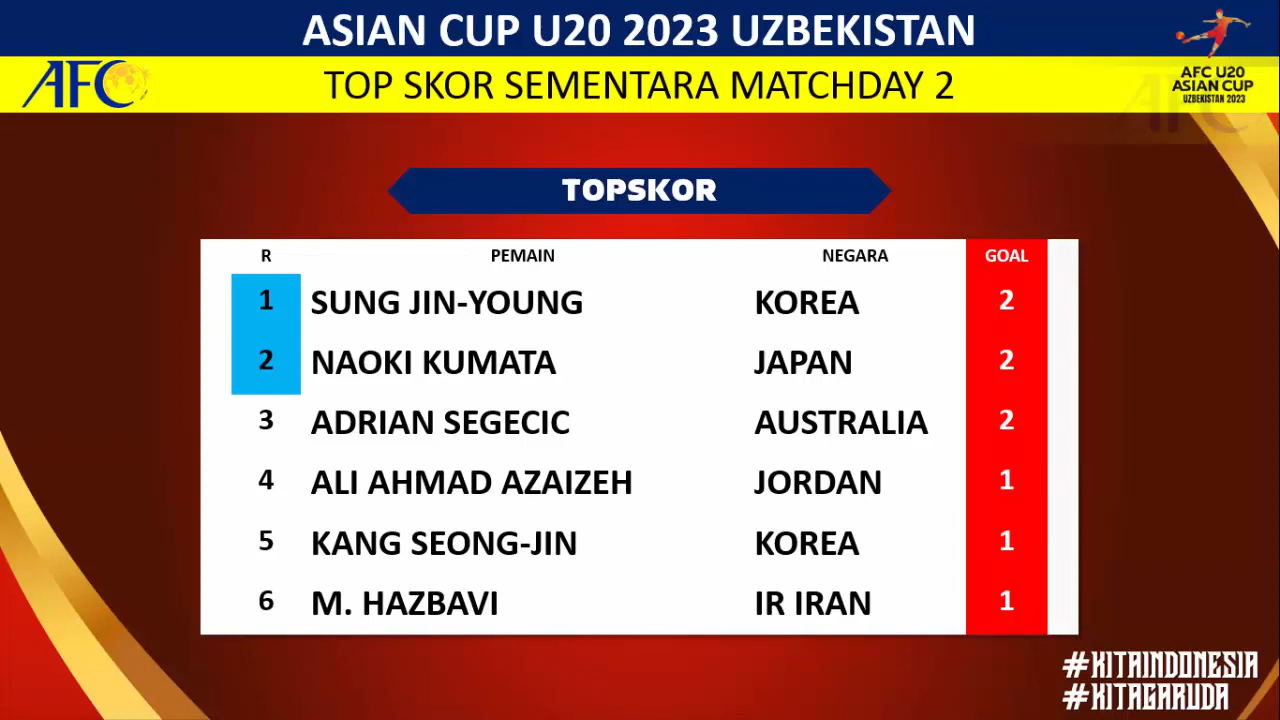 ASIAN CUP U20 2023 UZBEKISTAN
AFC
TOP SKOR SEMENTARA MATCHDAY 2
AFC U20
ASIAN CUP
UZBEKISTAN 2023
AFC
TOPSKOR
R PEMAIN NEGARA GOAL
1 SUNG JIN-YOUNG KOREA 2
2 NAOKI KUMATA JAPAN 2
3 ADRIAN SEGECIC AUSTRALIA 2
4 ALI AHMAD AZAIZEH JORDAN 1
5 KANG SEONG-JIN KOREA 1
6 M. HAZBAVI IR IRAN 1
#KITAINDONESIA
#KITAGARUDA